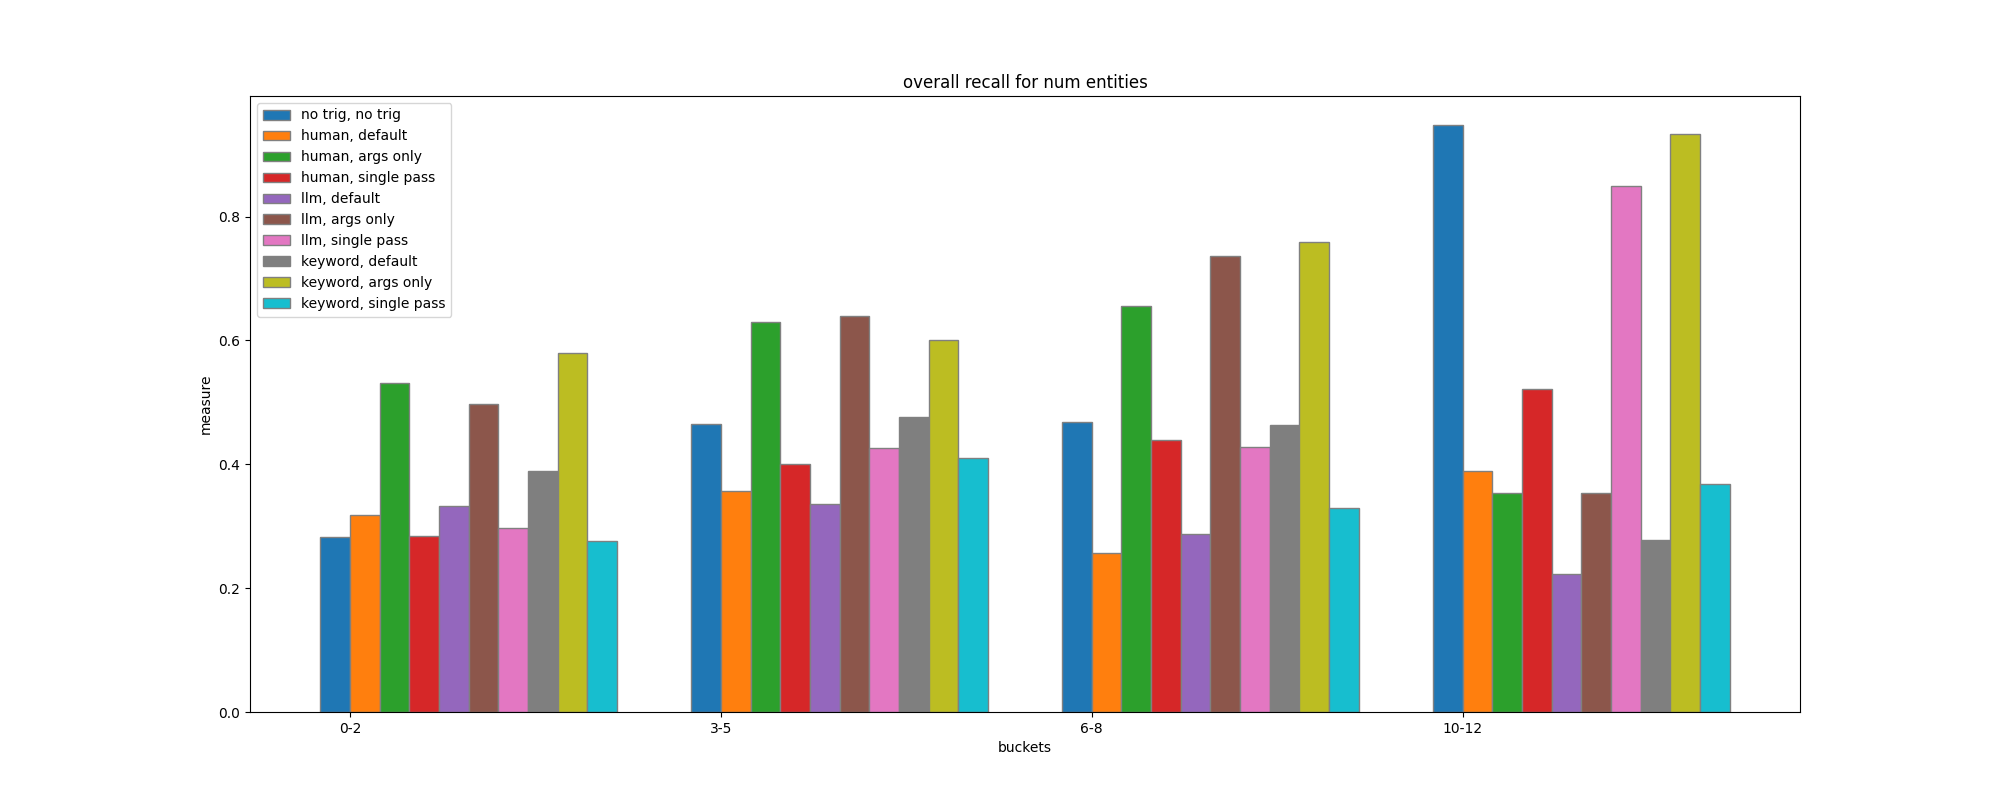 overall recall for num entities
no trig, no trig
human, default
human, args only
human, single pass
llm, default
llm, args only
llm, single pass
keyword, default
keyword, args only
keyword, single pass
measure
0.8
0.6
0.4
0.2
0.0
0-2 3-5 6-8 10-12
buckets